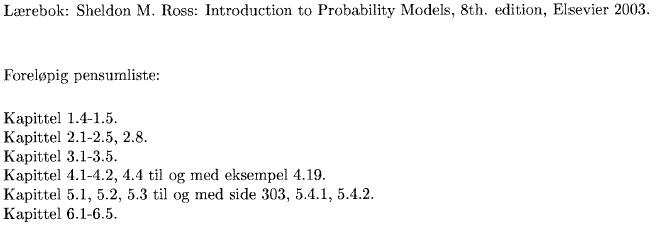 Lærebok: Sheldon M. Ross: Introduction to Probability Models, 8th. edition, Elsevier 2003.
Foreløpig pensumliste:
Kapittel 1.4-1.5.
Kapittel 2.1-2.5, 2.8.
Kapittel 3.1-3.5.
Kapittel 4.1-4.2, 4.4 til og med eksempel 4.19.
Kapittel 5.1, 5.2, 5.3 til og med side 303, 5.4.1, 5.4.2.
Kapittel 6.1-6.5.